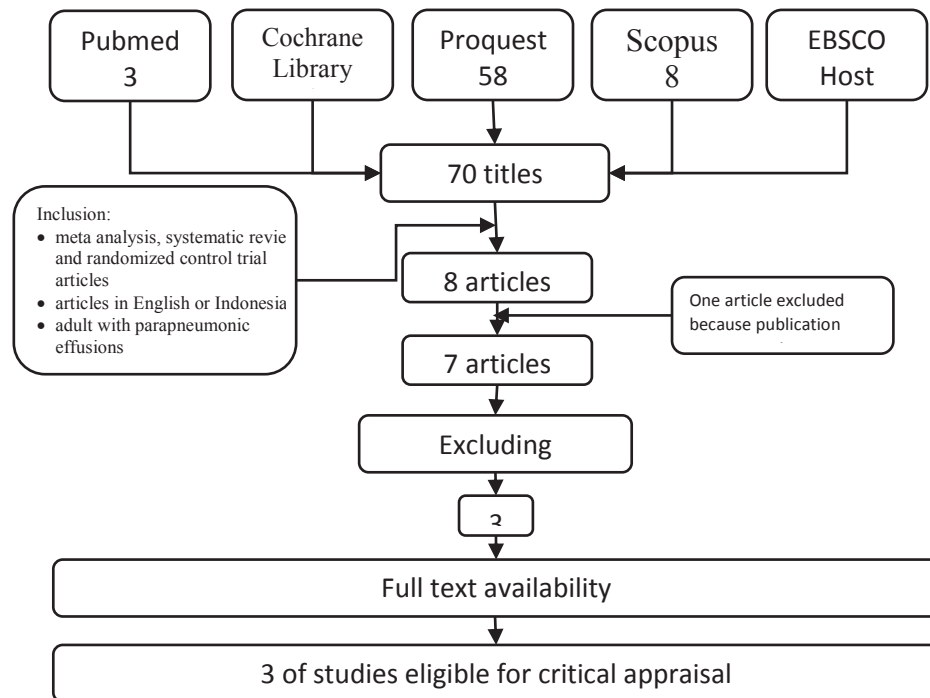 Pubmed
3
Cochrane
Library
Proquest
58
Scopus
8
EBSCO
Host
70 titles
Inclusion:
• meta analysis, systematic revie
and randomized control trial
articles
• articles in English or Indonesia
• adult with parapneumonic
effusions
8 articles
One article excluded
because publication
7 articles
Excluding
3
Full text availability
3 of studies eligible for critical appraisal